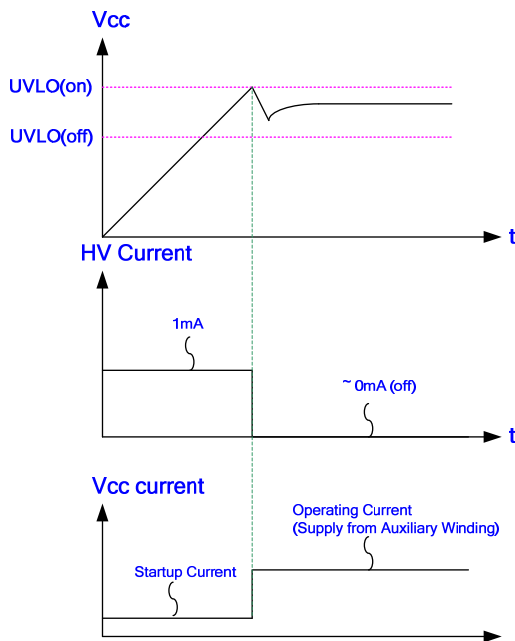 Vcc
UVLO(on)
UVLO(off)
t
HV Current
1mA
~ 0mA (off)
t
Vcc current
Operating Current
(Supply from Auxiliary Winding)
Startup Current